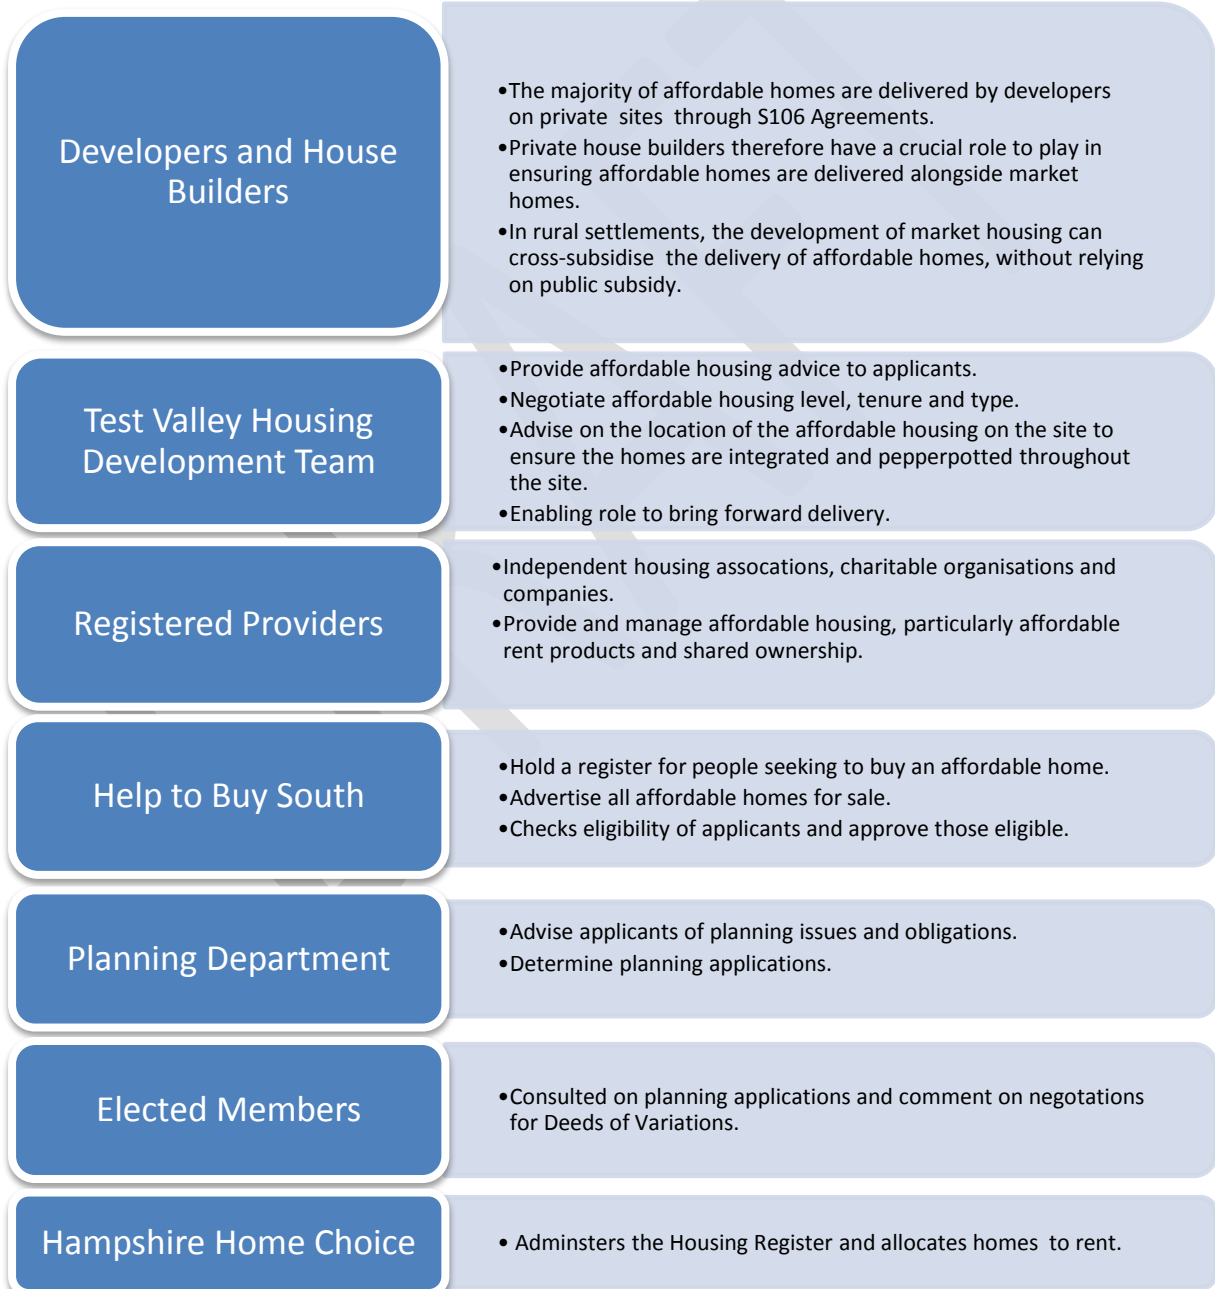 Developers and House
Builders
•The majority of affordable homes are delivered by developers
on private sites through S106 Agreements.
•Private house builders therefore have a crucial role to play in
ensuring affordable homes are delivered alongside market
homes.
•In rural settlements, the development of market housing can
cross-subsidise the delivery of affordable homes, without relying
on public subsidy.
Test Valley Housing
Development Team
•Provide affordable housing advice to applicants.
•Negotiate affordable housing level, tenure and type.
•Advise on the location of the affordable housing on the site to
ensure the homes are integrated and pepperpotted throughout
the site.
•Enabling role to bring forward delivery.
Registered Providers
•Independent housing assocations, charitable organisations and
companies.
•Provide and manage affordable housing, particularly affordable
rent products and shared ownership.
Help to Buy South
•Hold a register for people seeking to buy an affordable home.
•Advertise all affordable homes for sale.
•Checks eligibility of applicants and approve those eligible.
Planning Department
•Advise applicants of planning issues and obligations.
•Determine planning applications.
Elected Members
•Consulted on planning applications and comment on negotations
for Deeds of Variations.
Hampshire Home Choice
• Adminsters the Housing Register and allocates homes to rent.